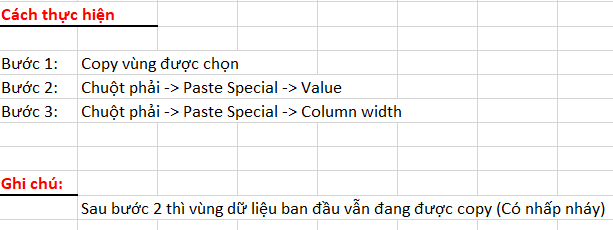 Cách thực hiện
Bước 1: Copy vùng được chọn
Bước 2: Chuột phải -> Paste Special -> Value
Bước 3: Chuột phải -> Paste Special -> Column width
Ghi chú:
Sau bước 2 thì vùng dữ liệu ban đầu vẫn đang được copy (Có nhấp nháy)